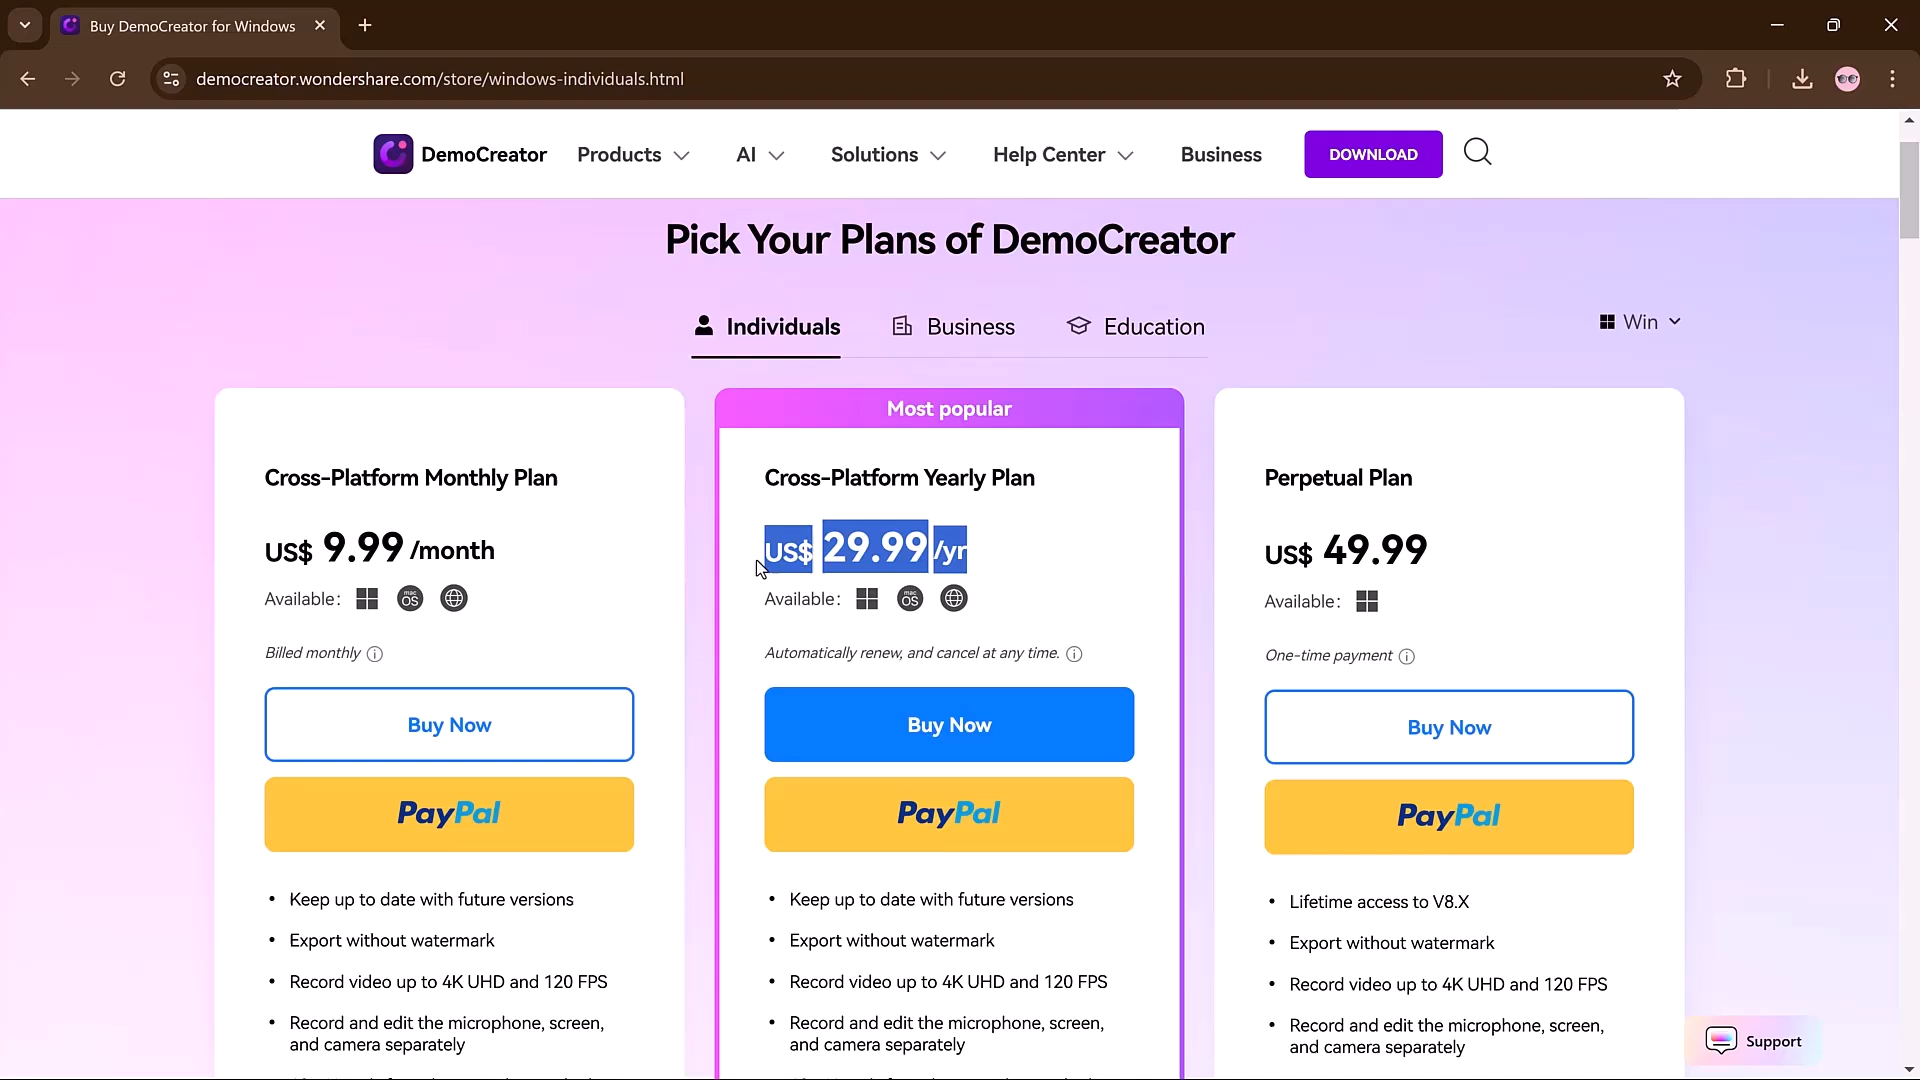 Buy DemoCreator for Windows
democreator.wondershare.com/store/windows-individuals.html
DemoCreator
Products
AI
Solutions
Help Center
Business
DOWNLOAD
Pick Your Plans of DemoCreator
Individuals
Business
Education
Win
Most popular
Cross-Platform Monthly Plan
US$ 9.99 /month
Available:
macOS
Billed monthly
Buy Now
PayPal
• Keep up to date with future versions
• Export without watermark
• Record video up to 4K UHD and 120 FPS
• Record and edit the microphone, screen,
and camera separately
Cross-Platform Yearly Plan
US$ 29.99 /yr
Available:
macOS
Automatically renew, and cancel at any time.
Buy Now
PayPal
• Keep up to date with future versions
• Export without watermark
• Record video up to 4K UHD and 120 FPS
• Record and edit the microphone, screen,
and camera separately
Perpetual Plan
US$ 49.99
Available:
One-time payment
Buy Now
PayPal
• Lifetime access to V8.X
• Export without watermark
• Record video up to 4K UHD and 120 FPS
• Record and edit the microphone, screen,
and camera separately
Support